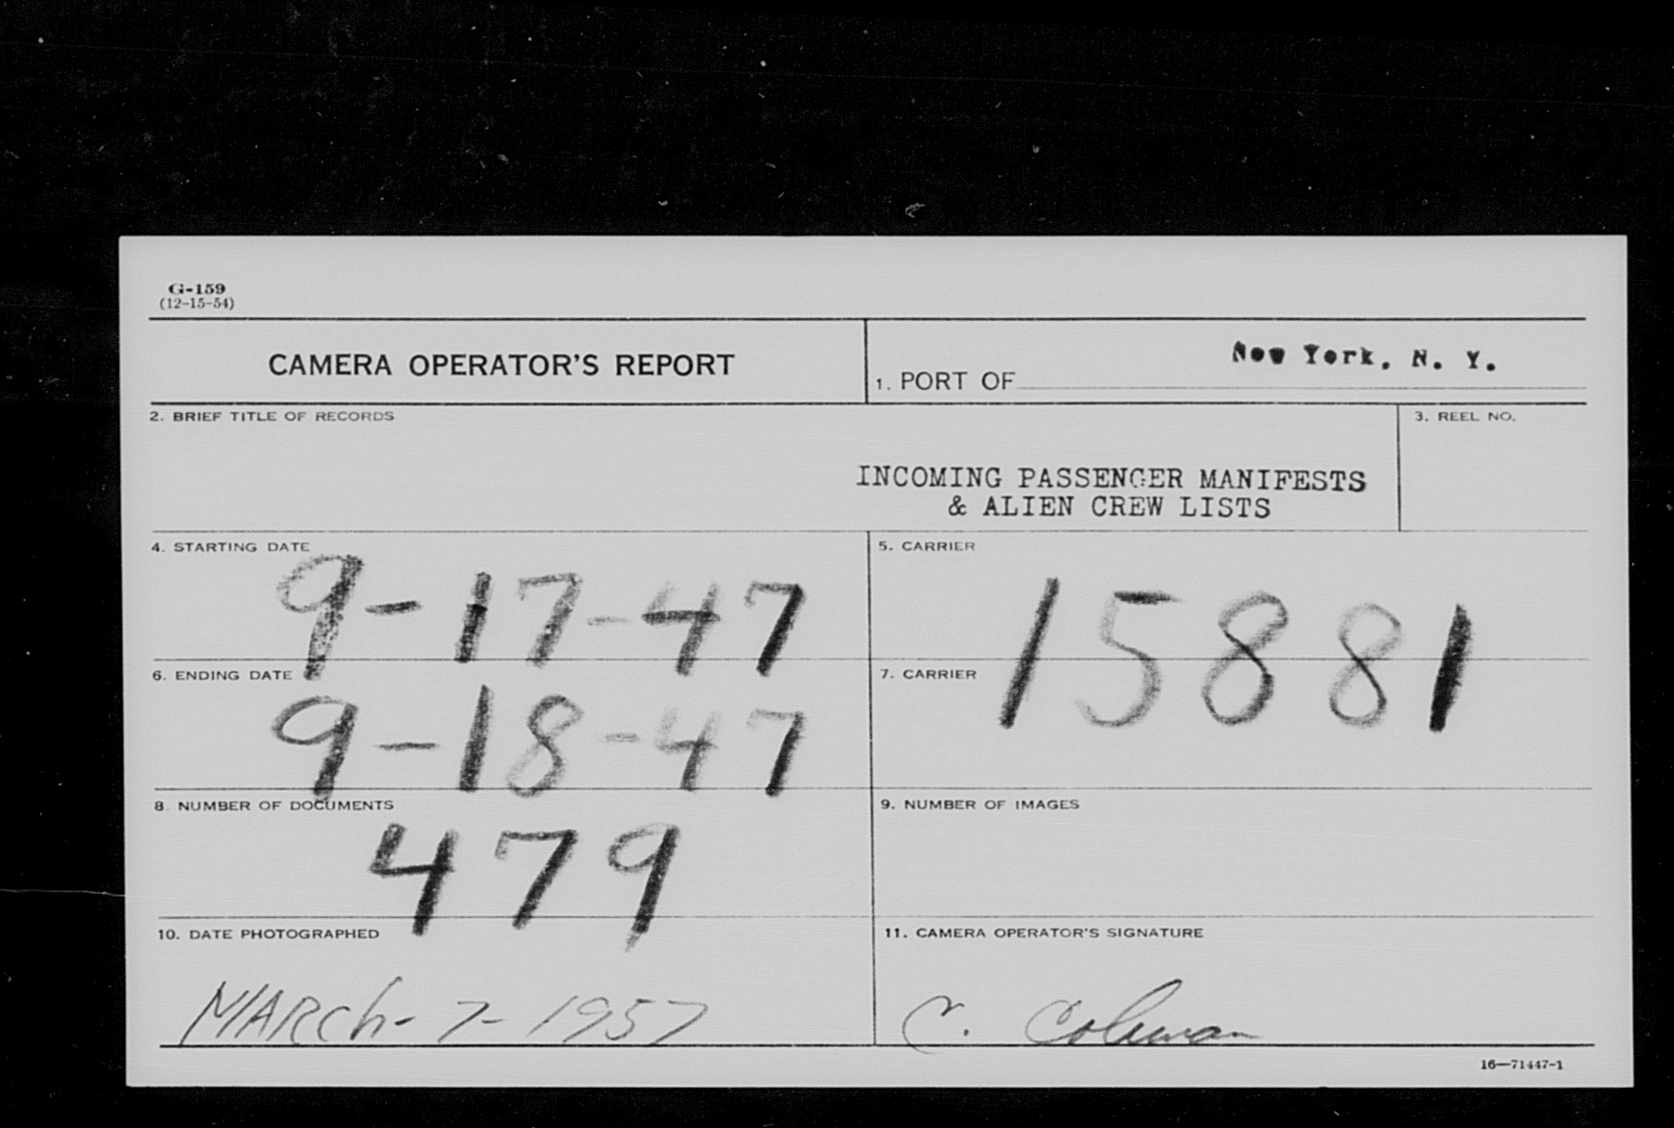 G-159
(12-15-54)
CAMERA OPERATOR'S REPORT
1. PORT OF New York, N. Y.
2. BRIEF TITLE OF RECORDS
3. REEL NO.
INCOMING PASSENGER MANIFESTS
& ALIEN CREW LISTS
4. STARTING DATE
9-17-47
5. CARRIER
15881
6. ENDING DATE
9-18-47
7. CARRIER
8. NUMBER OF DOCUMENTS
479
9. NUMBER OF IMAGES
10. DATE PHOTOGRAPHED
MARCh-7-1957
11. CAMERA OPERATOR'S SIGNATURE
C. Coleman
16—71447-1